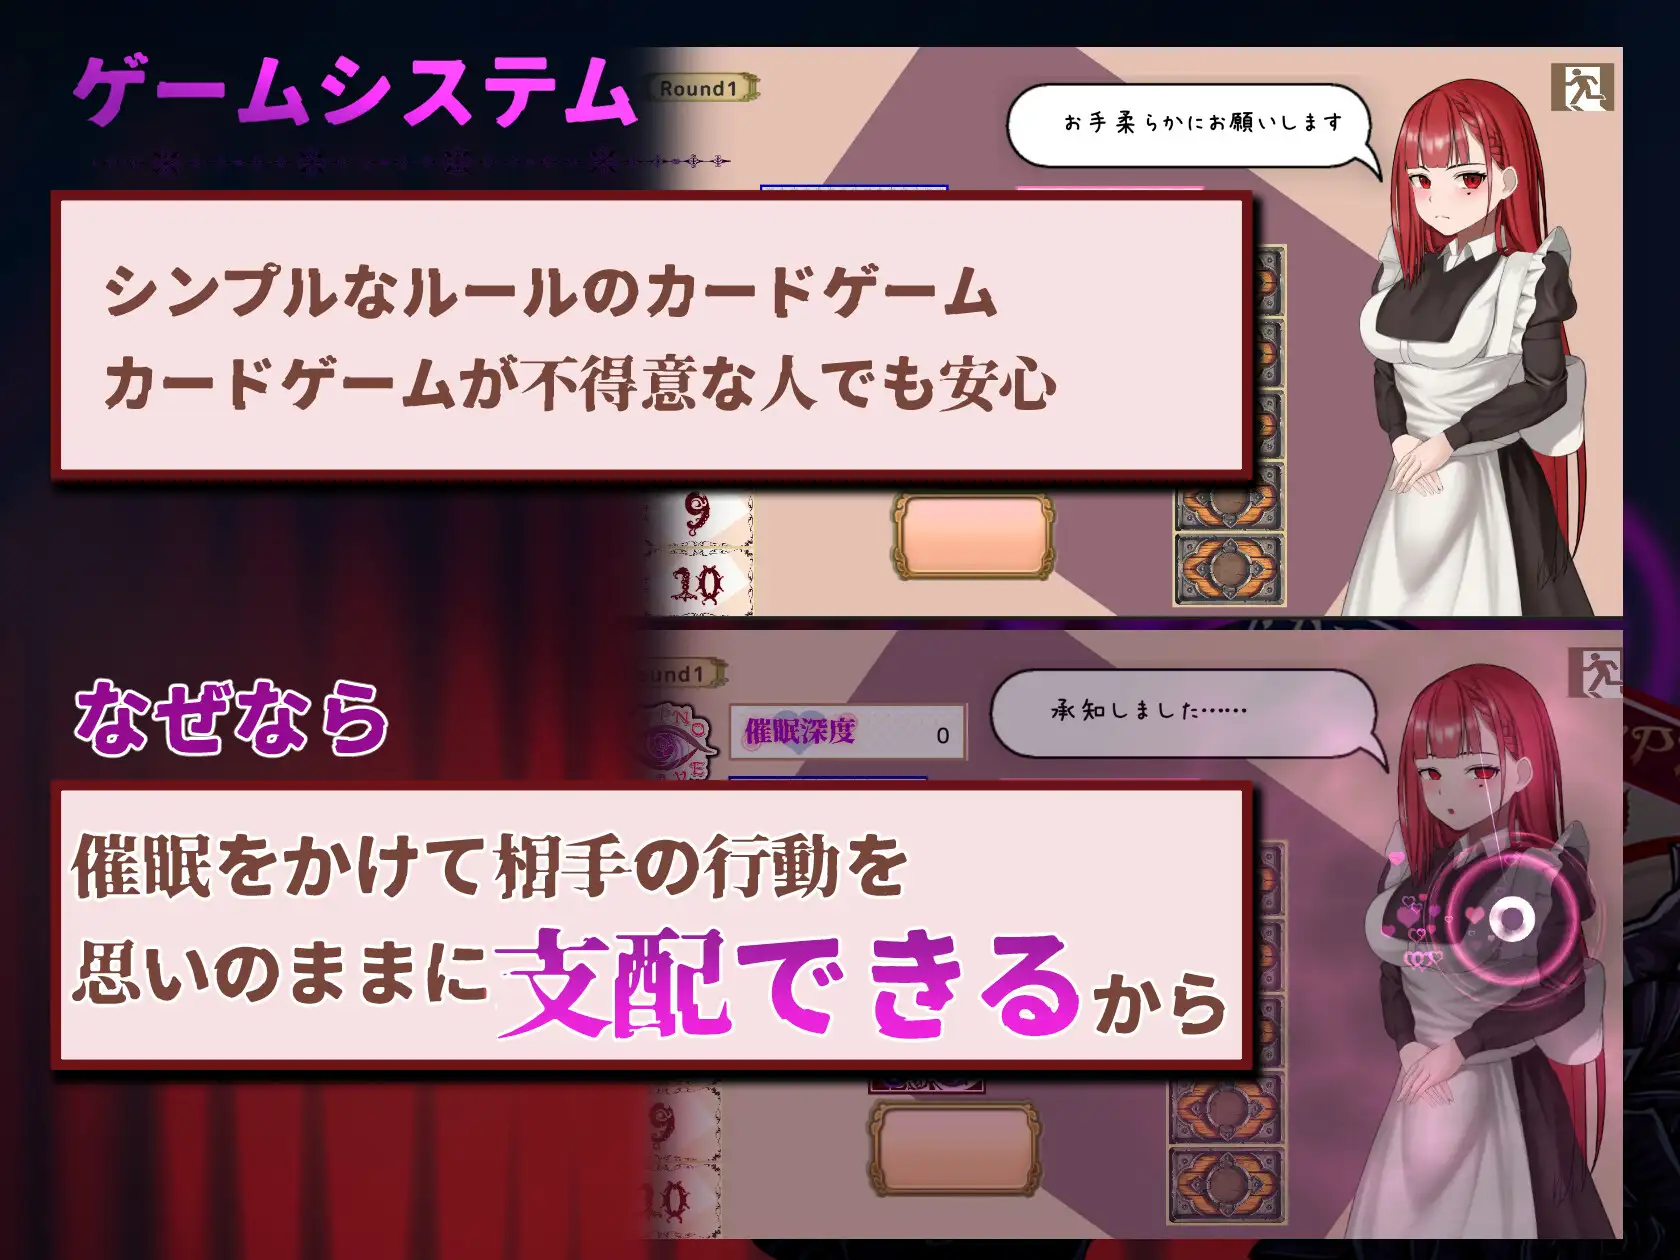 ゲームシステム
Round1
お手柔らかにお願いします
シンプルなルールのカードゲーム
カードゲームが不得意な人でも安心
9
10
なぜなら
ound1
催眠深度
0
承知しました……
催眠をかけて相手の行動を
思いのままに支配できるから
9
10